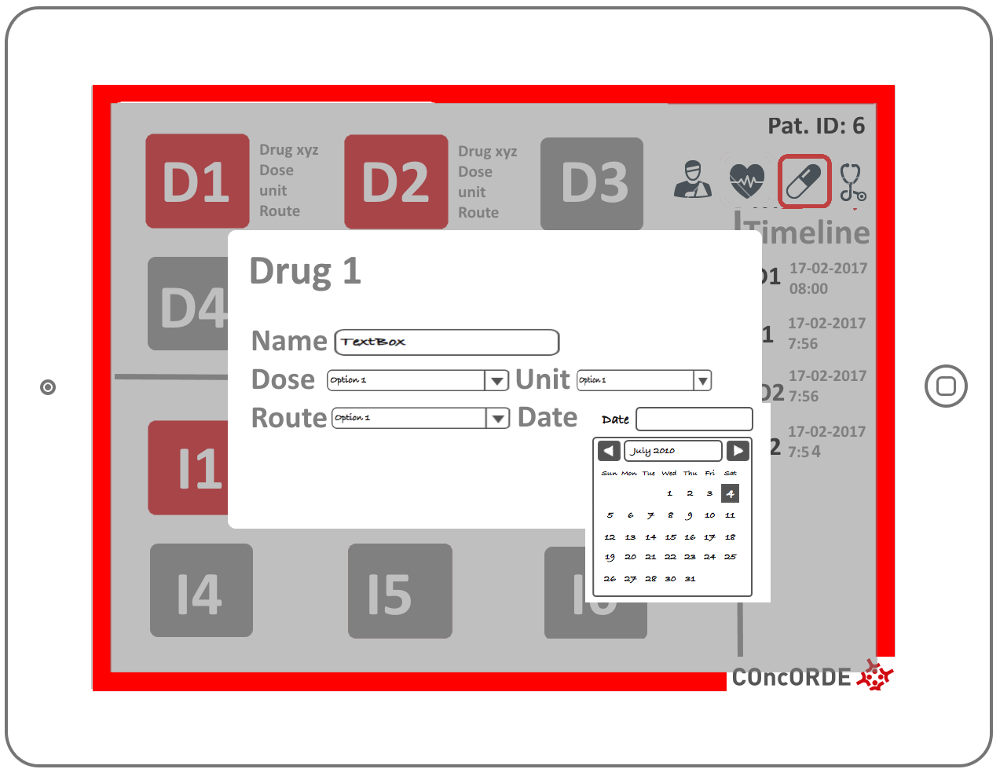 Pat. ID: 6
D1
Drug xyz
Dose
unit
Route
D2
Drug xyz
Dose
unit
Route
D3
Timeline
D4
Drug 1
Name TextBox
Dose Option 1 Unit Option 1
Route Option 1 Date Date
July 2010
Sun Mon Tue Wed Thu Fri Sat
1 2 3 4
5 6 7 8 9 10 11
12 13 14 15 16 17 18
19 20 21 22 23 24 25
26 27 28 29 30 31
D1 17-02-2017
08:00
1 17-02-2017
7:56
D2 17-02-2017
7:56
2 17-02-2017
7:54
I1
I4
I5
I6
COncORDE